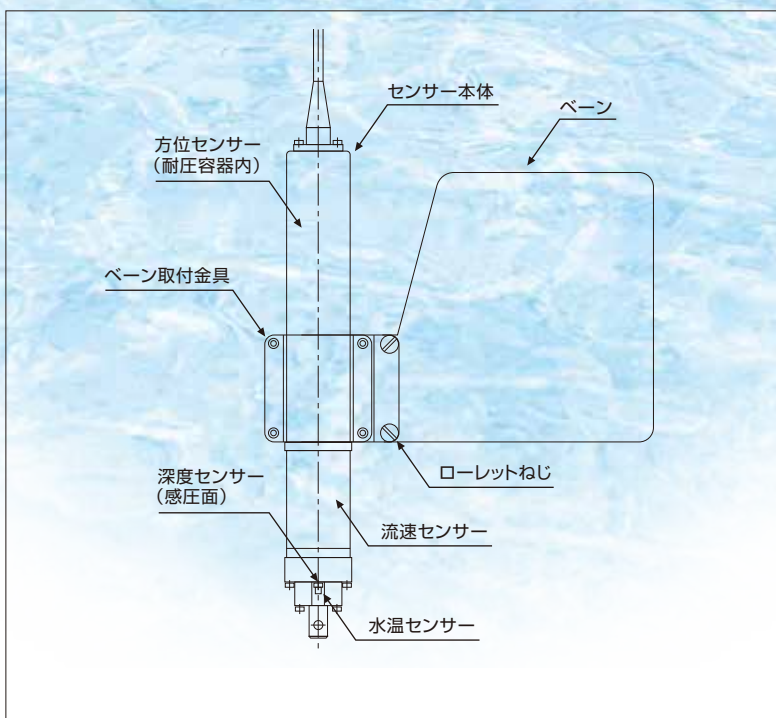 センサー本体
ベーン
方位センサー
（耐圧容器内）
ベーン取付金具
ローレットねじ
深度センサー
（感圧面）
流速センサー
水温センサー